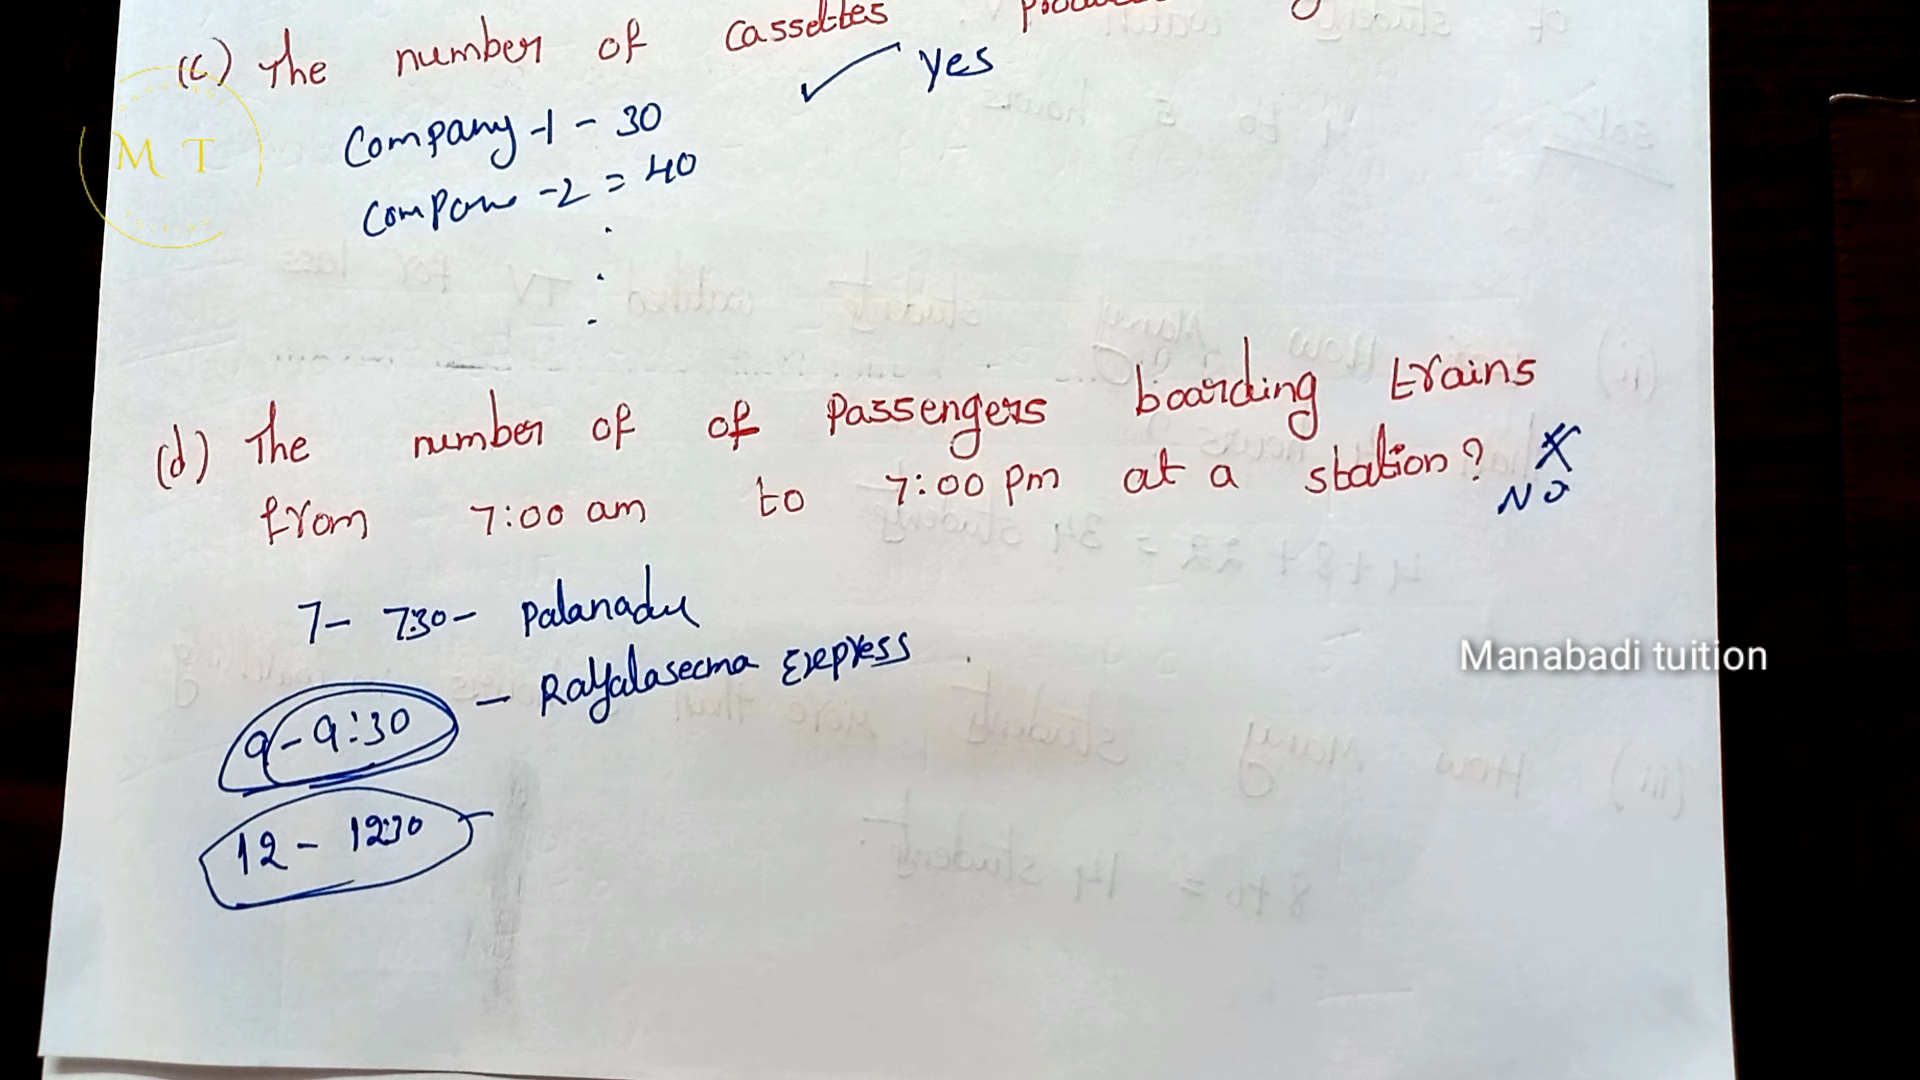 (c) The number of cassettes
✓ yes
Company -1 - 30
Compan -2 = 40
(d) The number of of passengers boarding trains
from 7:00 am to 7:00 pm at a station? X
NO
7- 7:30- Palanadu
9-9:30 - Rayalaseema Express
12 - 12:30 -
M T
Manabadi tuition